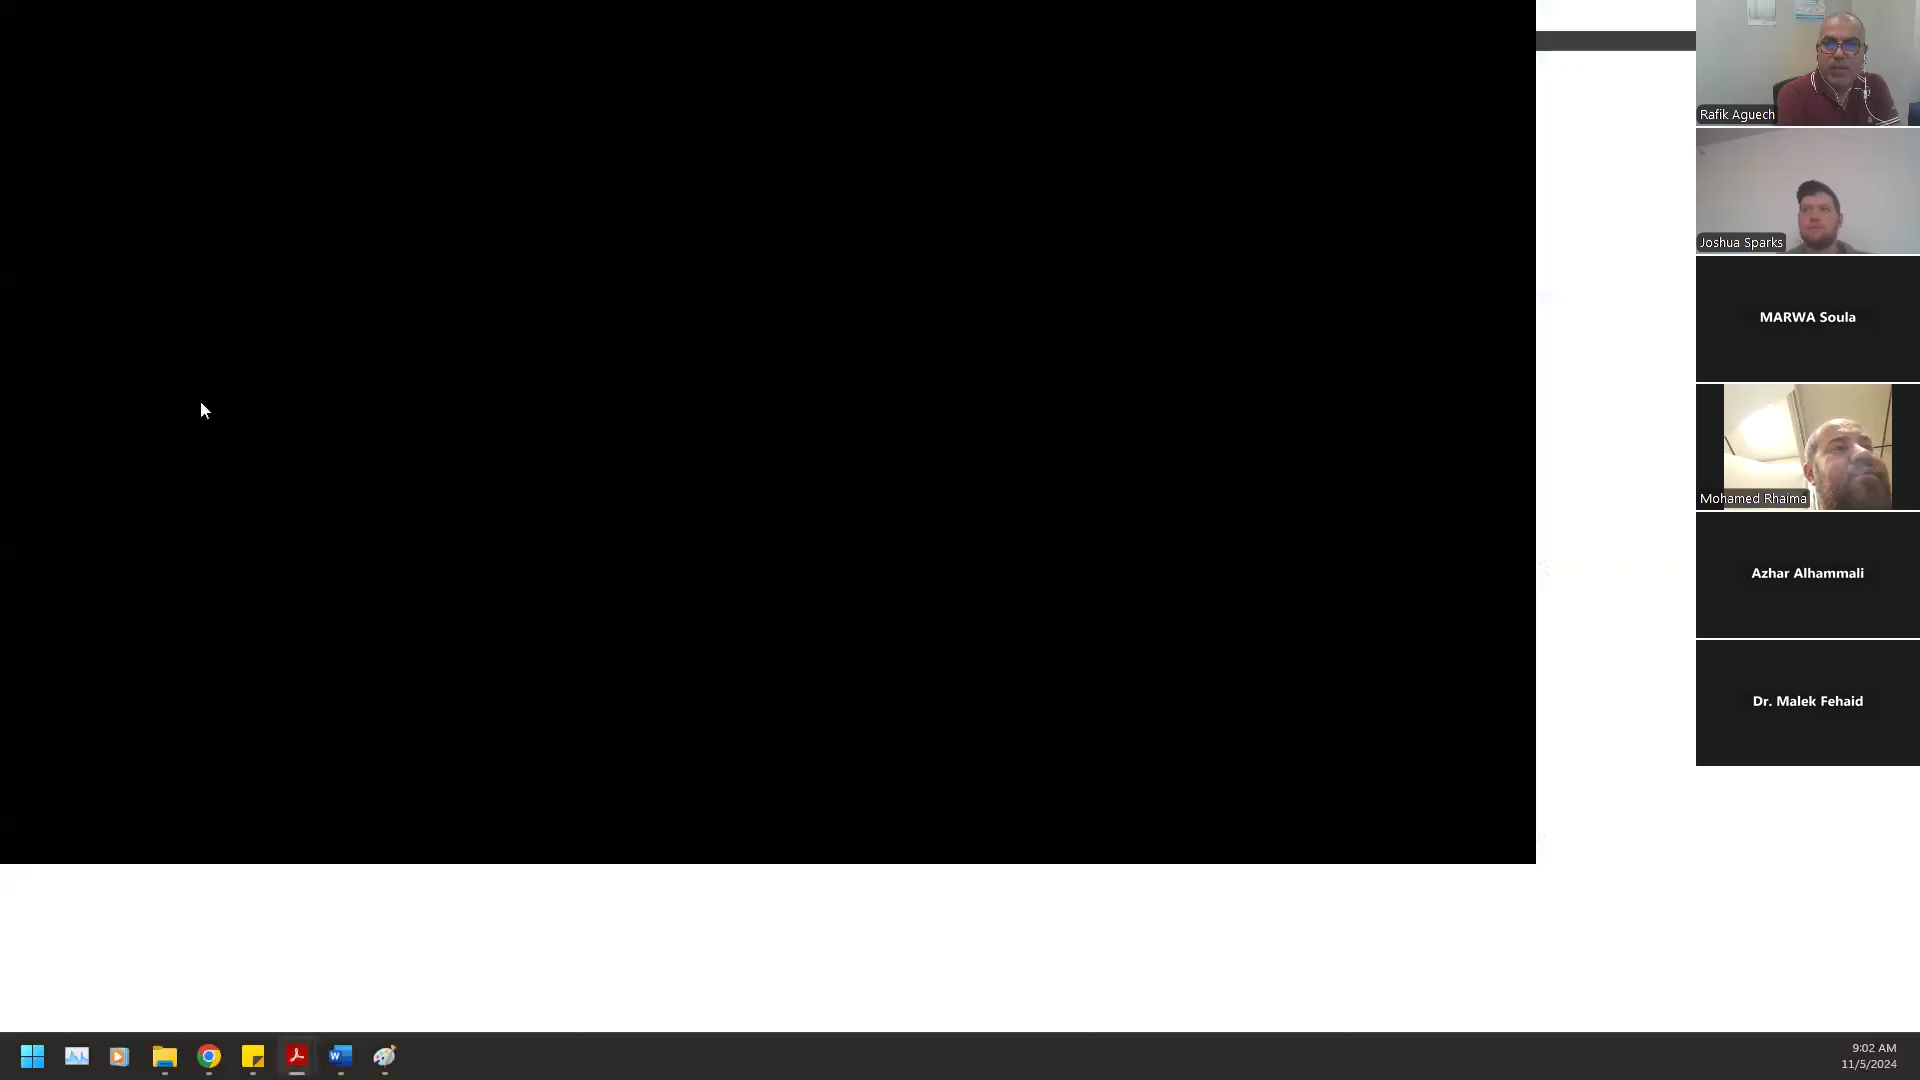 Rafik Aguech
Joshua Sparks
MARWA Soula
Mohamed Rhaima
Azhar Alhammali
Dr. Malek Fehaid
9:02 AM
11/5/2024